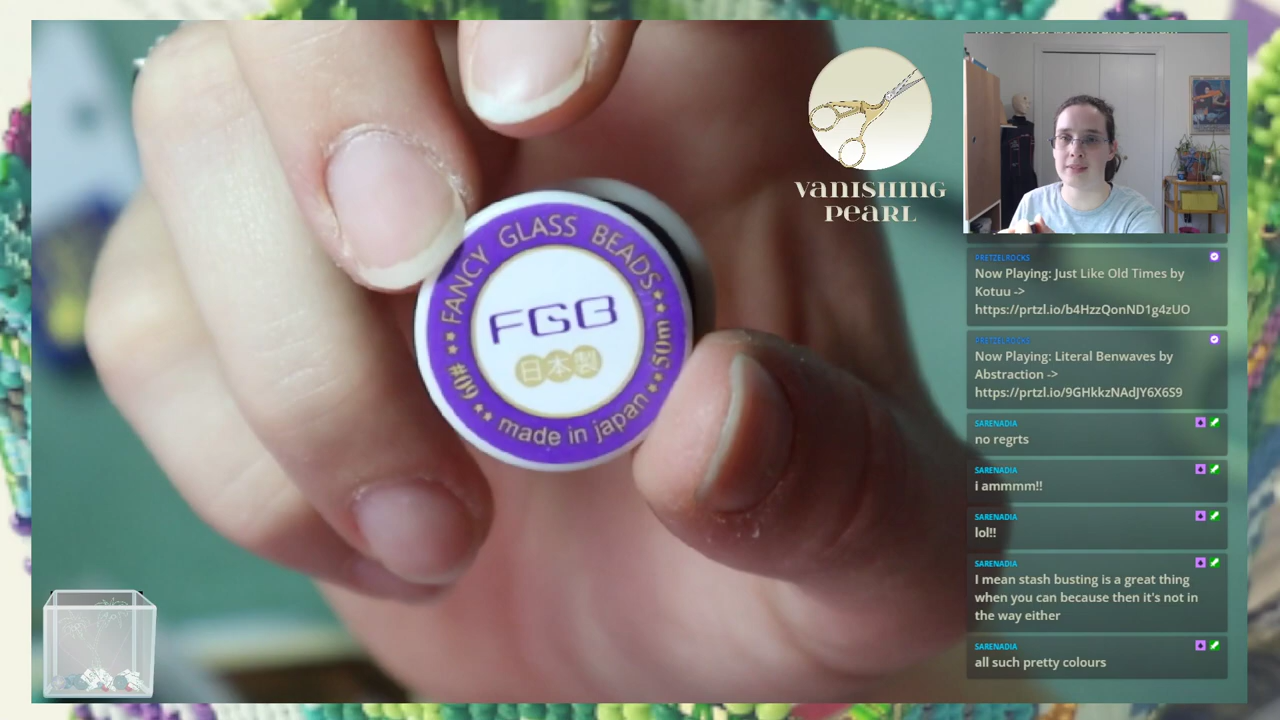 FANCY GLASS BEADS
50m
#09
made in japan
FGB
日本製
VANISHING
PEARL
PRETZELROCKS
Now Playing: Just Like Old Times by
Kotuu ->
https://prtzl.io/b4HzzQonND1g4zUO
PRETZELROCKS
Now Playing: Literal Benwaves by
Abstraction ->
https://prtzl.io/9GHkkzNAdJY6X6S9
SARENADIA
no regrts
SARENADIA
i ammmm!!
SARENADIA
lol!!
SARENADIA
I mean stash busting is a great thing
when you can because then it's not in
the way either
SARENADIA
all such pretty colours